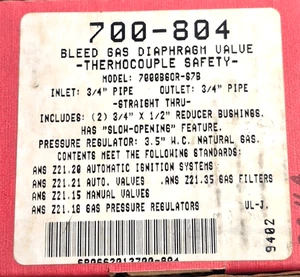 700-804
BLEED GAS DIAPHRAGM VALVE
-THERMOCOUPLE SAFETY-
MODEL: 7000BGOR-S7B
INLET: 3/4" PIPE OUTLET: 3/4" PIPE
-STRAIGHT THRU-
INCLUDES: (2) 3/4" X 1/2" REDUCER BUSHINGS.
HAS "SLOW-OPENING" FEATURE.
PRESSURE REGULATOR: 3.5" W.C. NATURAL GAS.
CONTENTS MEET THE FOLLOWING STANDARDS:
ANS Z21.20 AUTOMATIC IGNITION SYSTEMS
ANS Z21.21 AUTO. VALVES .ANS Z21.35 GAS FILTERS
ANS Z21.15 MANUAL VALVES
ANS Z21.18 GAS PRESSURE REGULATORS UL-J.
9402